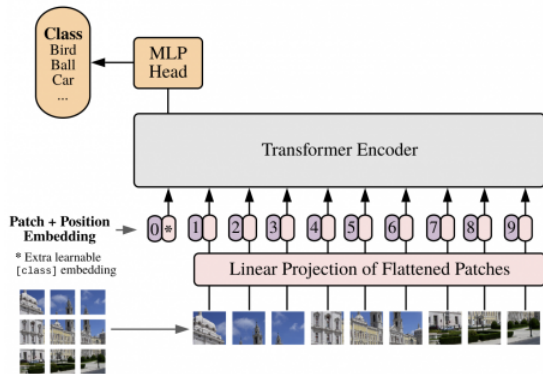 Class
Bird
Ball
Car
...
MLP
Head
Transformer Encoder
Patch + Position
Embedding
0 * 1 2 3 4 5 6 7 8 9
* Extra learnable
[class] embedding
Linear Projection of Flattened Patches